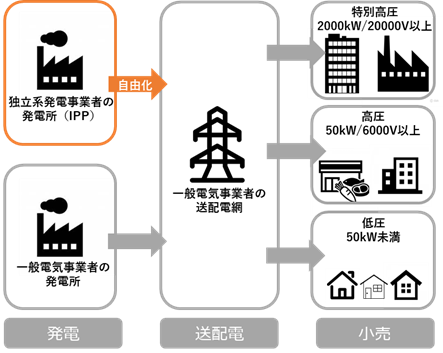 独立系発電事業者の
発電所（IPP）
自由化
一般電気事業者の
発電所
一般電気事業者の
送配電網
特別高圧
2000kW/20000V以上
高圧
50kW/6000V以上
低圧
50kW未満
発電
送配電
小売